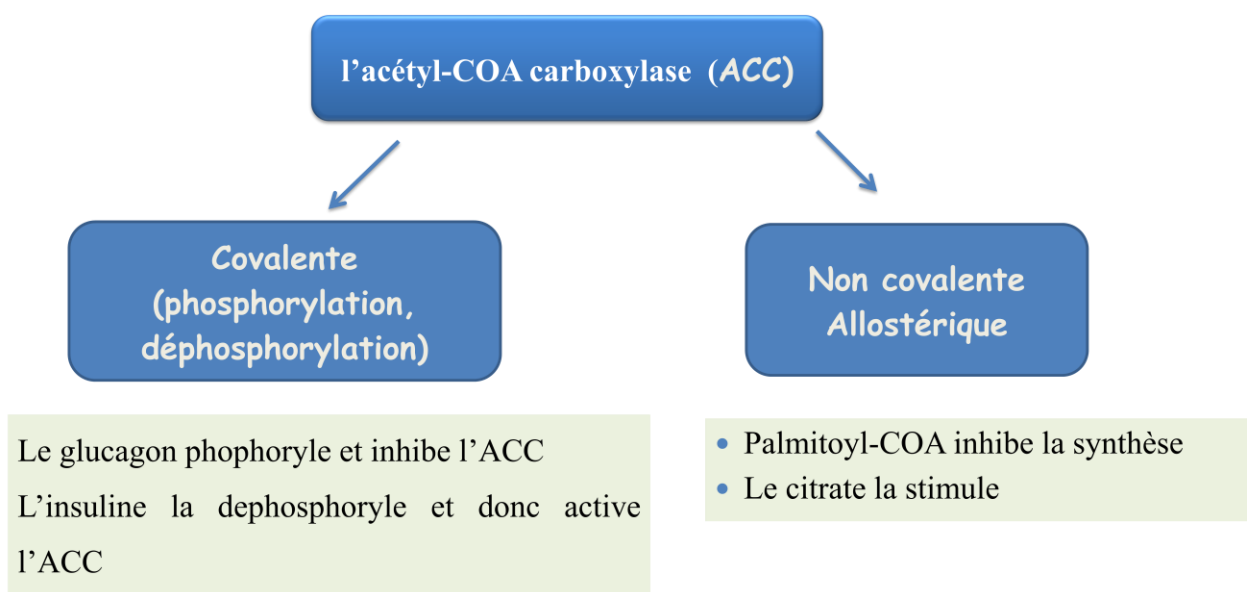 l’acétyl-COA carboxylase (ACC)
Covalente
(phosphorylation,
déphosphorylation)
Non covalente
Allostérique
Le glucagon phophoryle et inhibe l’ACC
L’insuline la dephosphoryle et donc active
l’ACC
• Palmitoyl-COA inhibe la synthèse
• Le citrate la stimule